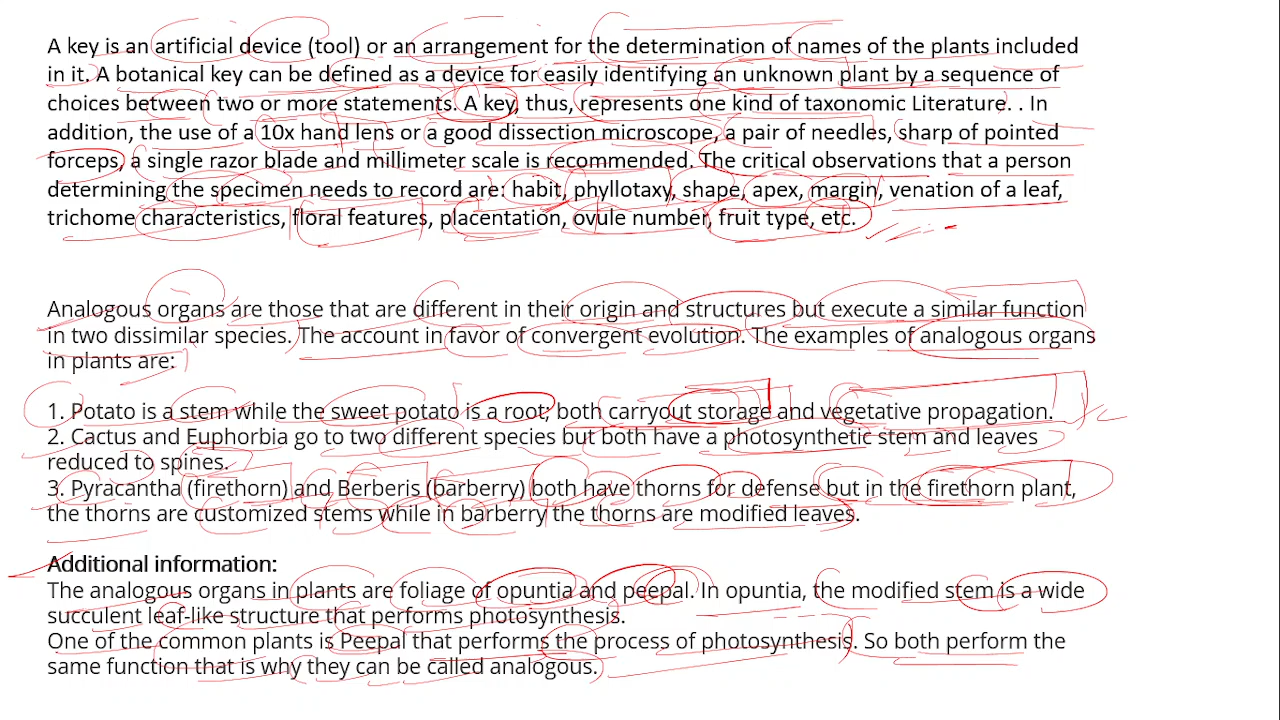 A key is an artificial device (tool) or an arrangement for the determination of names of the plants included
in it. A botanical key can be defined as a device for easily identifying an unknown plant by a sequence of
choices between two or more statements. A key, thus, represents one kind of taxonomic Literature. . In
addition, the use of a 10x hand lens or a good dissection microscope, a pair of needles, sharp of pointed
forceps, a single razor blade and millimeter scale is recommended. The critical observations that a person
determining the specimen needs to record are: habit, phyllotaxy, shape, apex, margin, venation of a leaf,
trichome characteristics, floral features, placentation, ovule number, fruit type, etc.
Analogous organs are those that are different in their origin and structures but execute a similar function
in two dissimilar species. The account in favor of convergent evolution. The examples of analogous organs
in plants are:
1. Potato is a stem while the sweet potato is a root; both carryout storage and vegetative propagation.
2. Cactus and Euphorbia go to two different species but both have a photosynthetic stem and leaves
reduced to spines.
3. Pyracantha (firethorn) and Berberis (barberry) both have thorns for defense but in the firethorn plant,
the thorns are customized stems while in barberry the thorns are modified leaves.
Additional information:
The analogous organs in plants are foliage of opuntia and peepal. In opuntia, the modified stem is a wide
succulent leaf-like structure that performs photosynthesis.
One of the common plants is Peepal that performs the process of photosynthesis. So both perform the
same function that is why they can be called analogous.